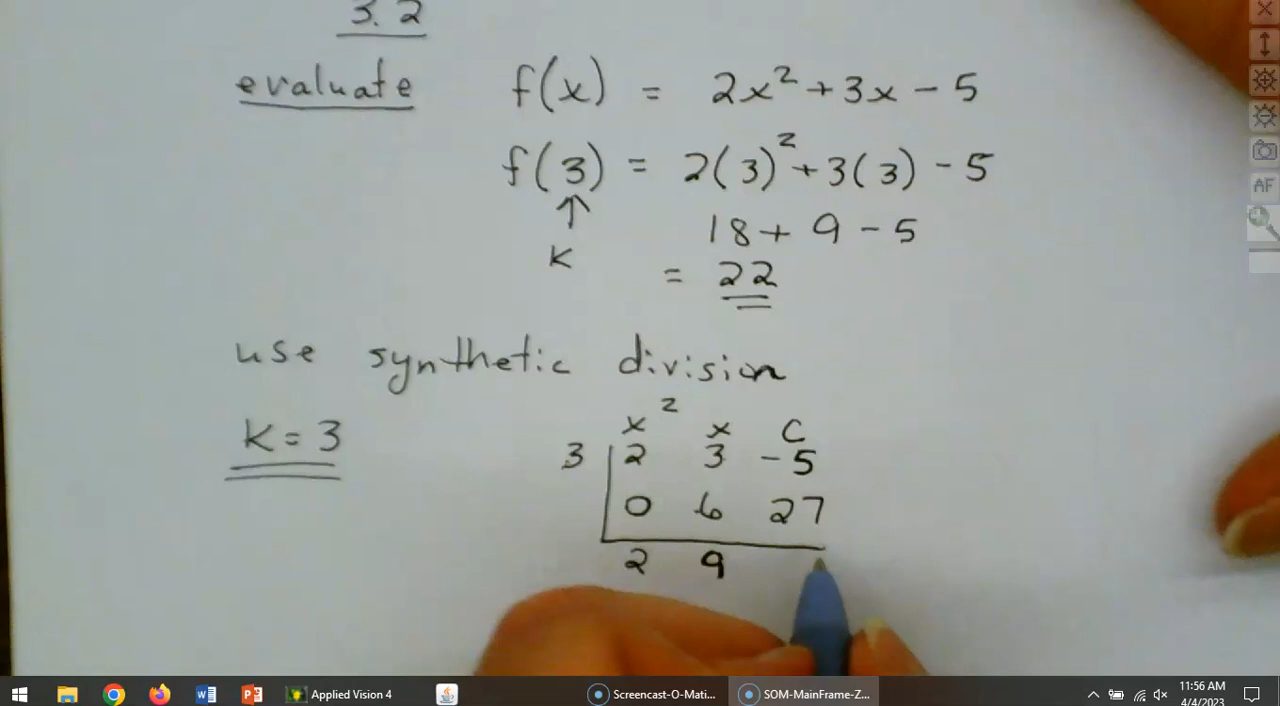 3.2
evaluate f(x) = 2x² + 3x - 5
f(3) = 2(3)² + 3(3) - 5
↑ 18 + 9 - 5
K = 22
use synthetic division
x² x C
K = 3 3 2 3 -5
0 6 27
2 9
AF
Applied Vision 4 Screencast-O-Mati... SOM-MainFrame-Z... 11:56 AM
4/4/2023